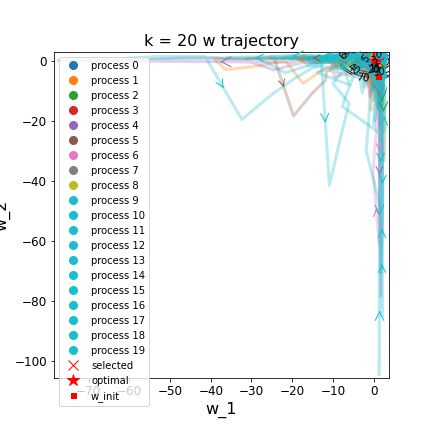 k = 20 w trajectory
0
−20
−40
−60
−80
−100
w_2
process 0
process 1
process 2
process 3
process 4
process 5
process 6
process 7
process 8
process 9
process 10
process 11
process 12
process 13
process 14
process 15
process 16
process 17
process 18
process 19
selected
optimal
w_init
−70 −60 −50 −40 −30 −20 −10 0
w_1